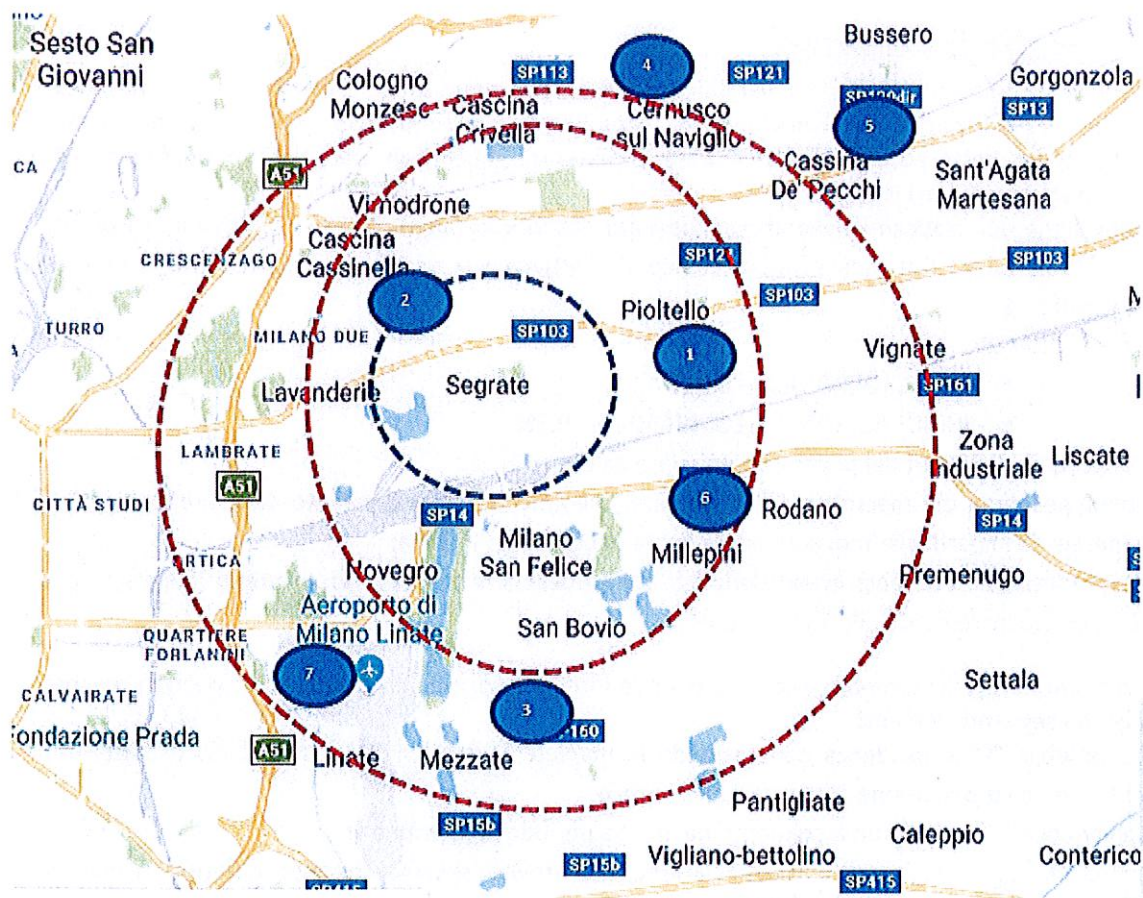 Sesto San
Giovanni
Cologno
Monzese
SP113
Cascina
Crivella
4
Cernusco
sul Naviglio
SP121
Bussero
Gorgonzola
SP13
5
Cassina
De' Pecchi
Sant'Agata
Martesana
CA
A51
Vimodrone
Cascina
Cassinella
CRESCENZAGO
SP121
SP103
SP103
2
TURRO
MILANO DUE
SP103
Pioltello
1
Vignate
SP161
Lavanderie
Segrate
LAMBRATE
A51
CITTÀ STUDI
SP14
6
Rodano
Zona
Industriale
Liscate
SP14
Milano
San Felice
Millepini
Premenugo
Aeroporto di
Milano Linate
San Bovio
QUARTIERE
FORLANINI
7
3
CALVAIRATE
Fondazione Prada
A51
Linate
Mezzate
Settala
SP15b
Pantigliate
Caleppio
SP15b
Vigliano-bettolino
SP415
Conterico